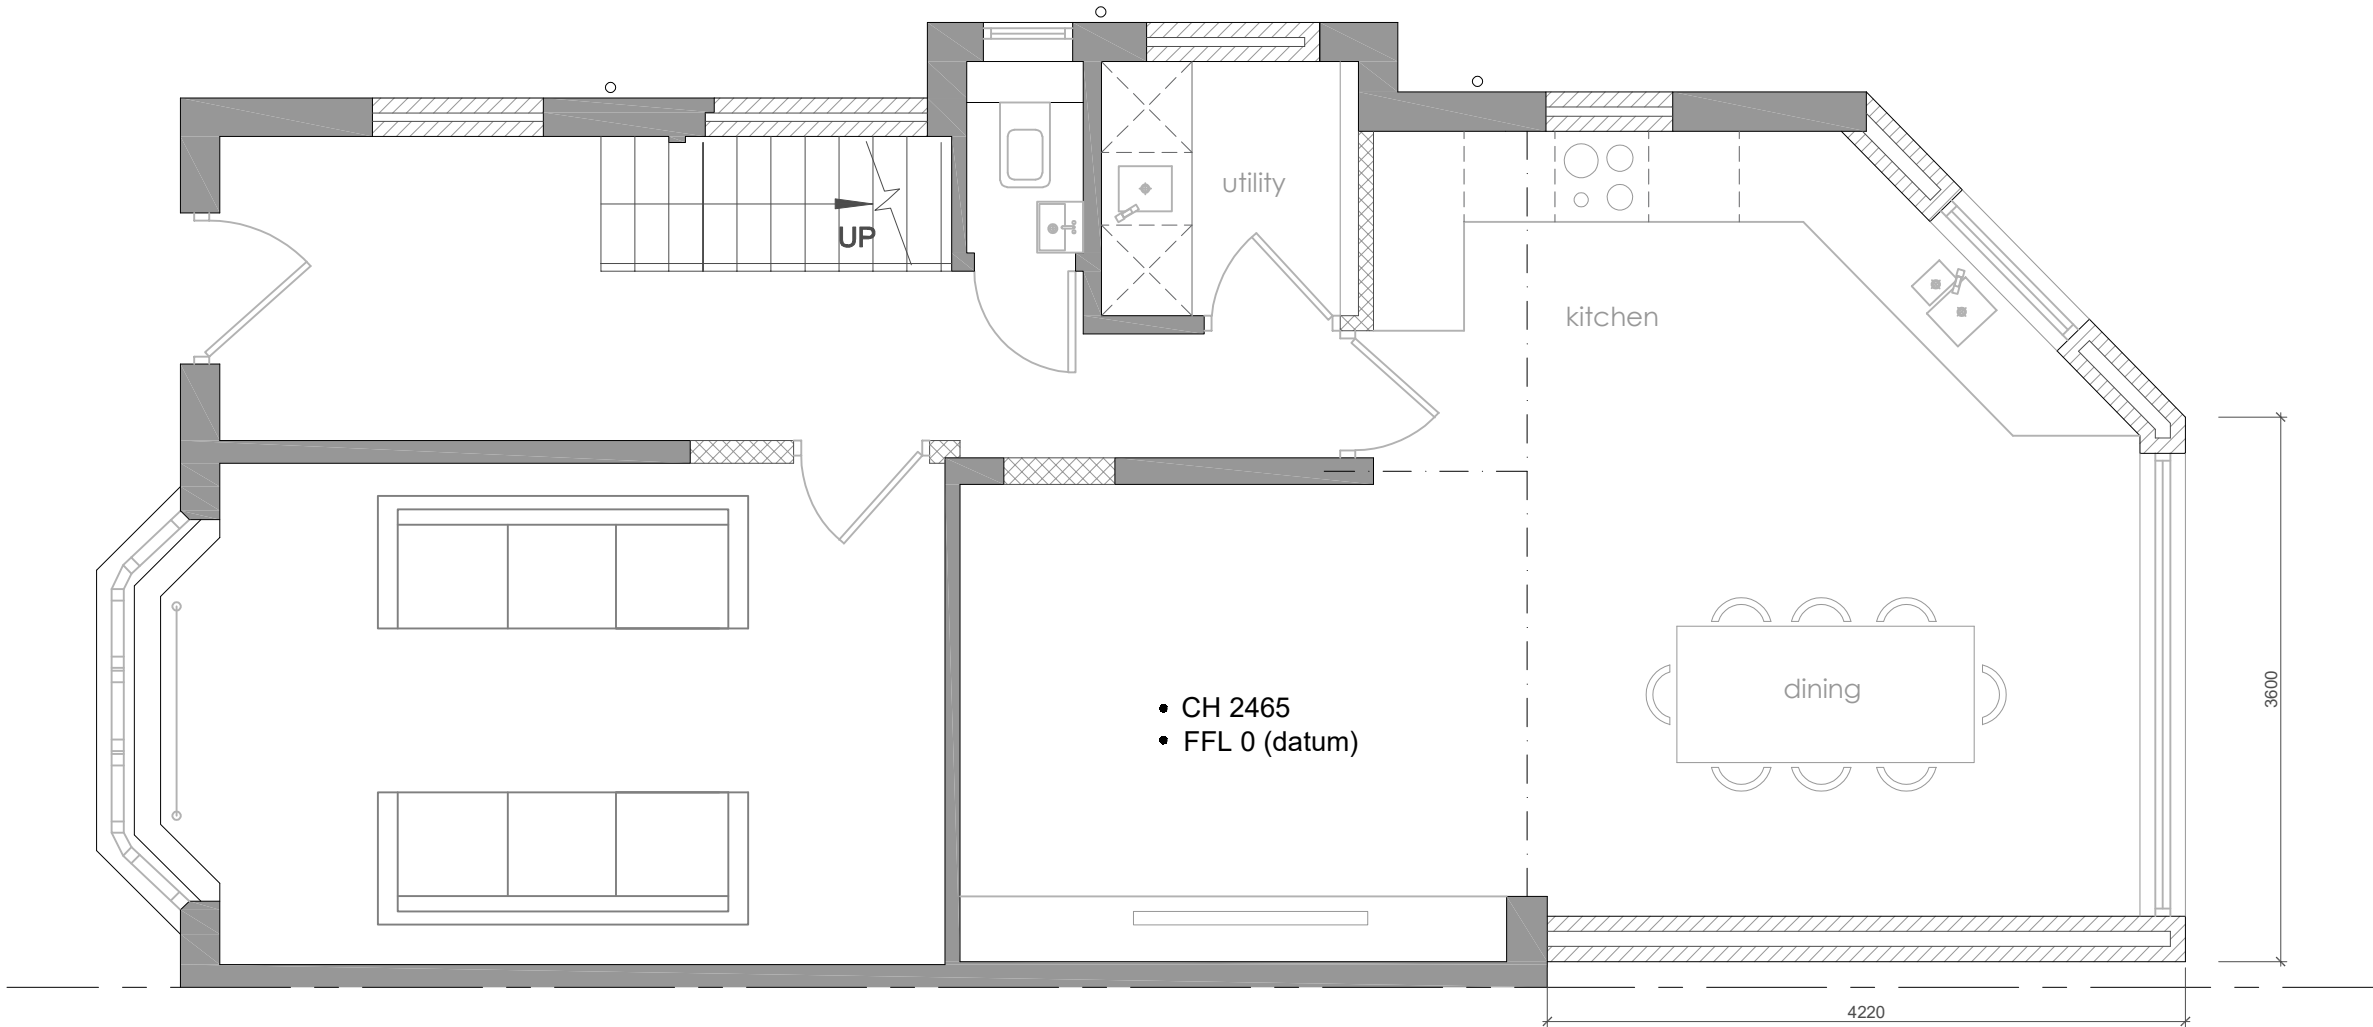 utility
UP
kitchen
3600
dining
• CH 2465
• FFL 0 (datum)
4220